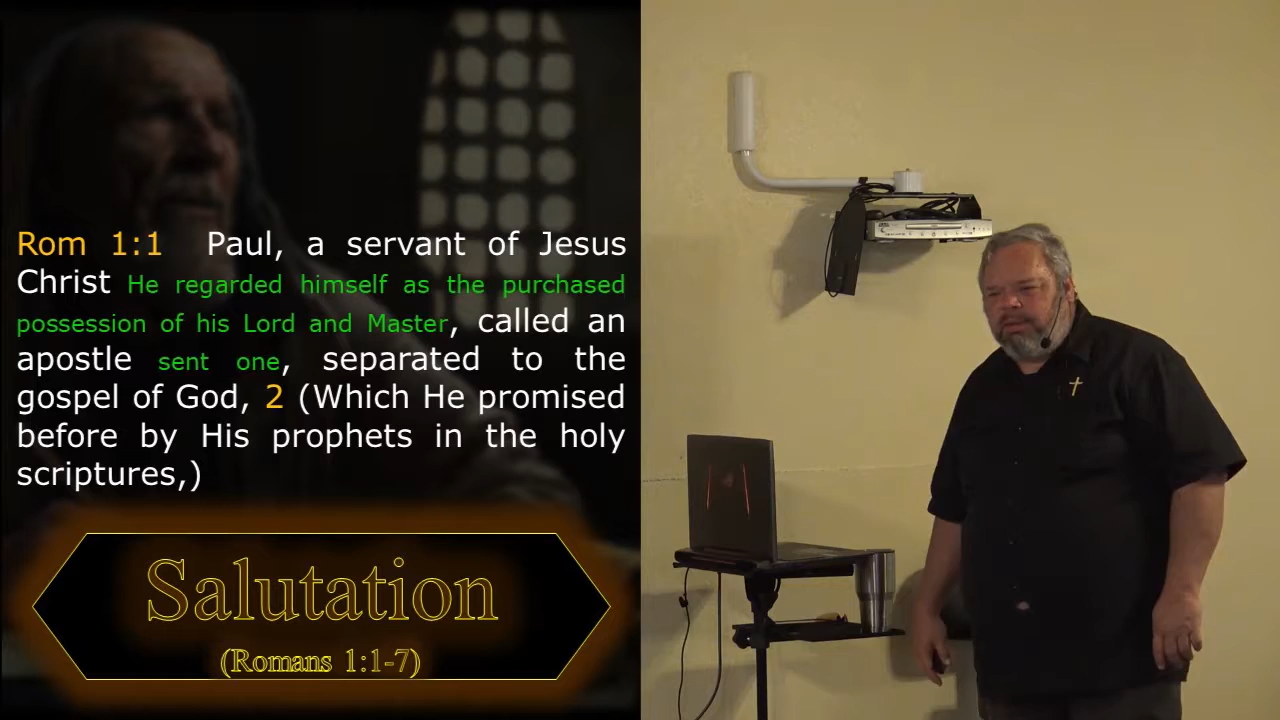 Rom 1:1 Paul, a servant of Jesus
Christ He regarded himself as the purchased
possession of his Lord and Master, called an
apostle sent one, separated to the
gospel of God, 2 (Which He promised
before by His prophets in the holy
scriptures,)
Salutation
(Romans 1:1-7)